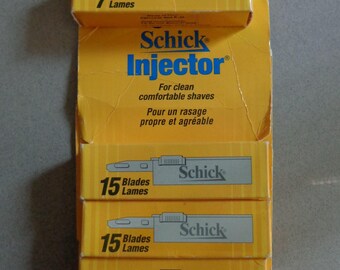 7 Lames
Schick®
Injector®
For clean
comfortable shaves
Pour un rasage
propre et agréable
Schick®
15 Blades
Lames
Schick®
15 Blades
Lames